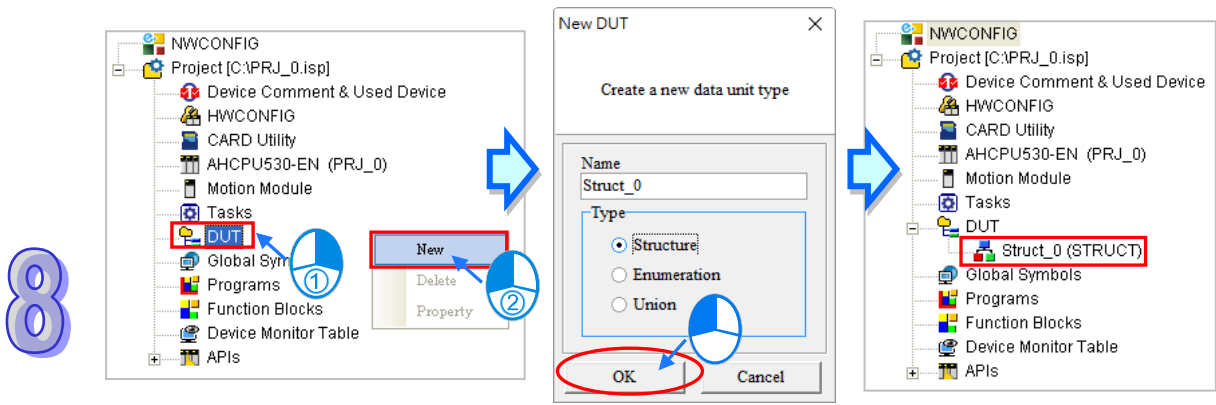 8
NWCONFIG
Project [C:\PRJ_0.isp]
Device Comment & Used Device
HWCONFIG
CARD Utility
AHCPU530-EN (PRJ_0)
Motion Module
Tasks
DUT
Global Sym
Programs
Function Blocks
Device Monitor Table
APIs
1
New
Delete
Property
2
New DUT
Create a new data unit type
Name
Struct_0
Type
Structure
Enumeration
Union
OK
Cancel
NWCONFIG
Project [C:\PRJ_0.isp]
Device Comment & Used Device
HWCONFIG
CARD Utility
AHCPU530-EN (PRJ_0)
Motion Module
Tasks
DUT
Struct_0 (STRUCT)
Global Symbols
Programs
Function Blocks
Device Monitor Table
APIs